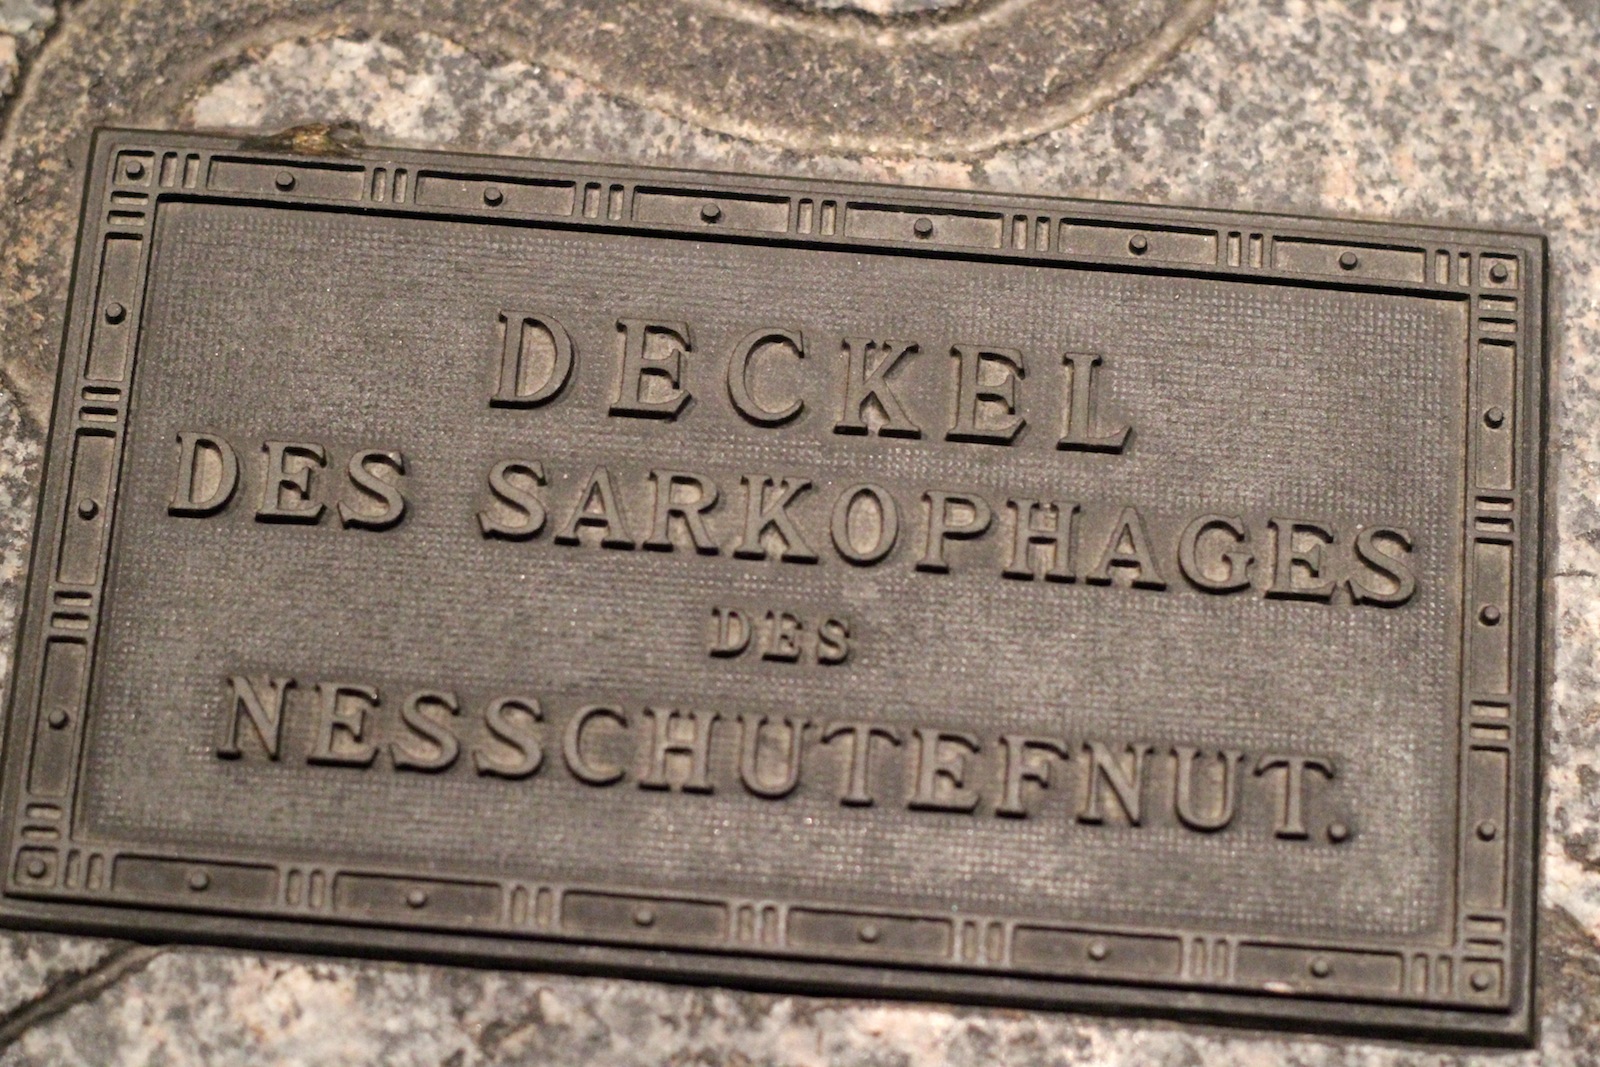 DECKEL
DES SARKOPHAGES
DES
NESSCHUTEFNUT.